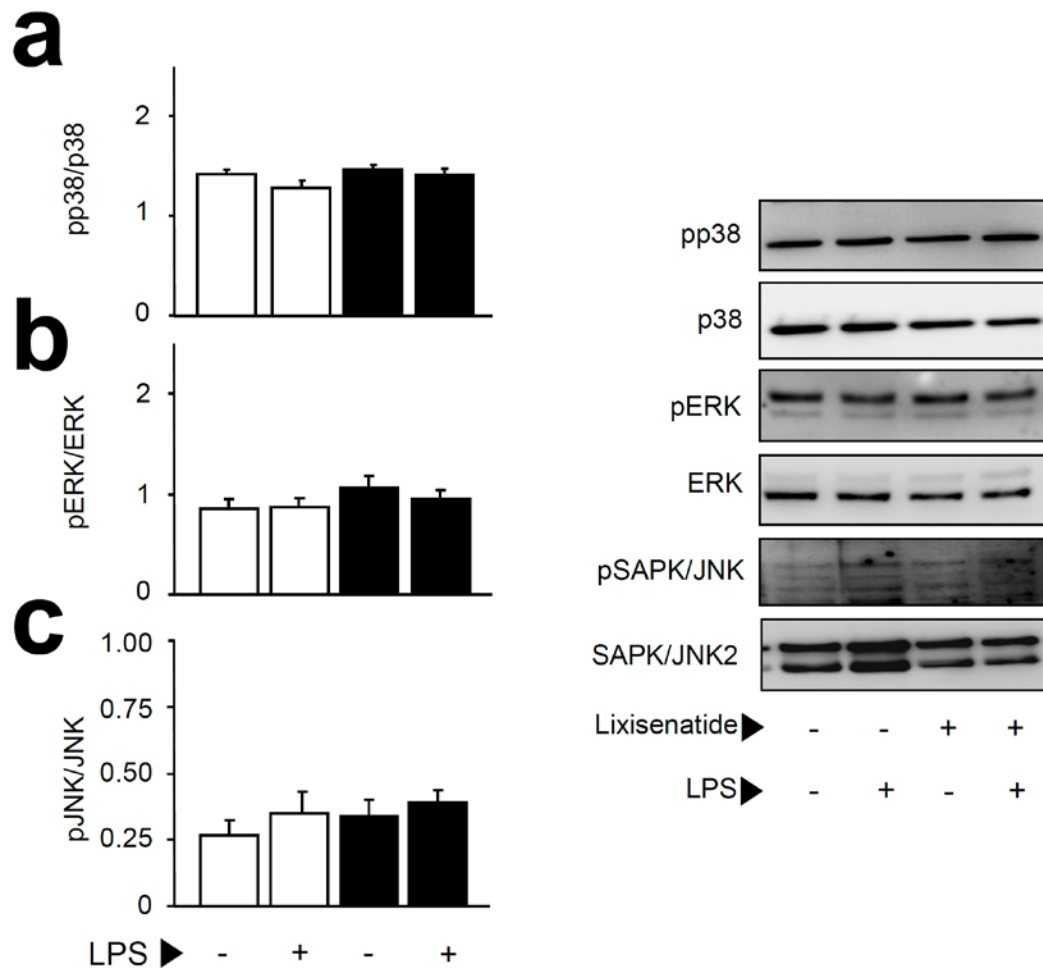 a
pp38/p38
2
1
0
b
pERK/ERK
2
1
0
c
pJNK/JNK
1.00
0.75
0.50
0.25
0
LPS ► - + - +
pp38
p38
pERK
ERK
pSAPK/JNK
SAPK/JNK2
Lixisenatide ► - - + +
LPS ► - + - +